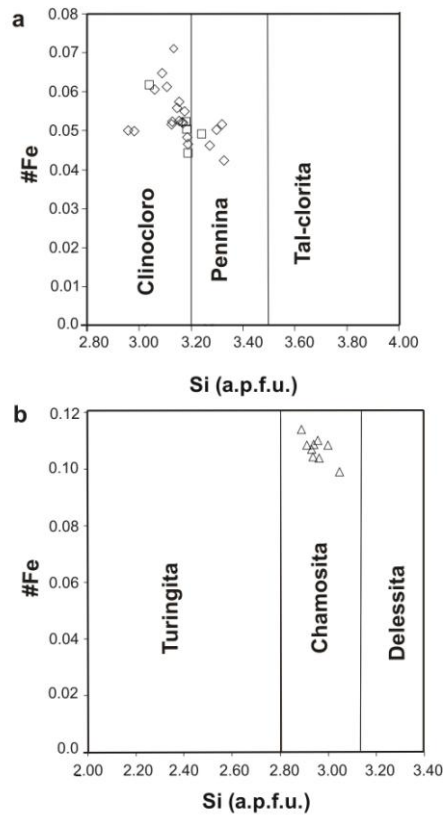 a
0.08
0.07
0.06
0.05
0.04
0.03
0.02
0.01
0.0
#Fe
Clinocloro
Pennina
Tal-clorita
2.80 3.00 3.20 3.40 3.60 3.80 4.00
Si (a.p.f.u.)
b
0.12
0.10
0.08
0.06
0.04
0.02
0.0
#Fe
Turingita
Chamosita
Delessita
2.00 2.20 2.40 2.60 2.80 3.00 3.20 3.40
Si (a.p.f.u.)